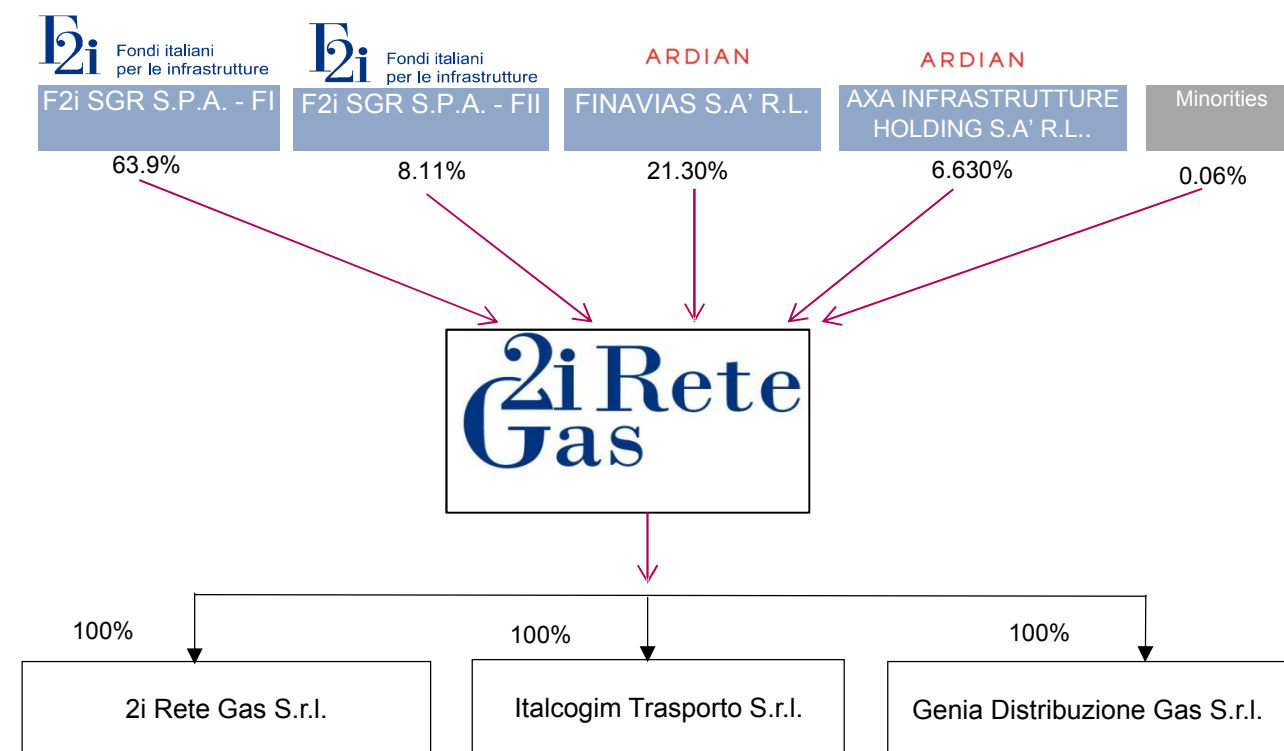 F2i Fondi italiani
per le infrastrutture
F2i SGR S.P.A. - FI
63.9%
F2i Fondi italiani
per le infrastrutture
F2i SGR S.P.A. - FII
8.11%
ARDIAN
FINAVIAS S.A' R.L.
21.30%
ARDIAN
AXA INFRASTRUTTURE
HOLDING S.A' R.L..
6.630%
Minorities
0.06%
2i Rete
Gas
100%
2i Rete Gas S.r.l.
100%
Italcogim Trasporto S.r.l.
100%
Genia Distribuzione Gas S.r.l.